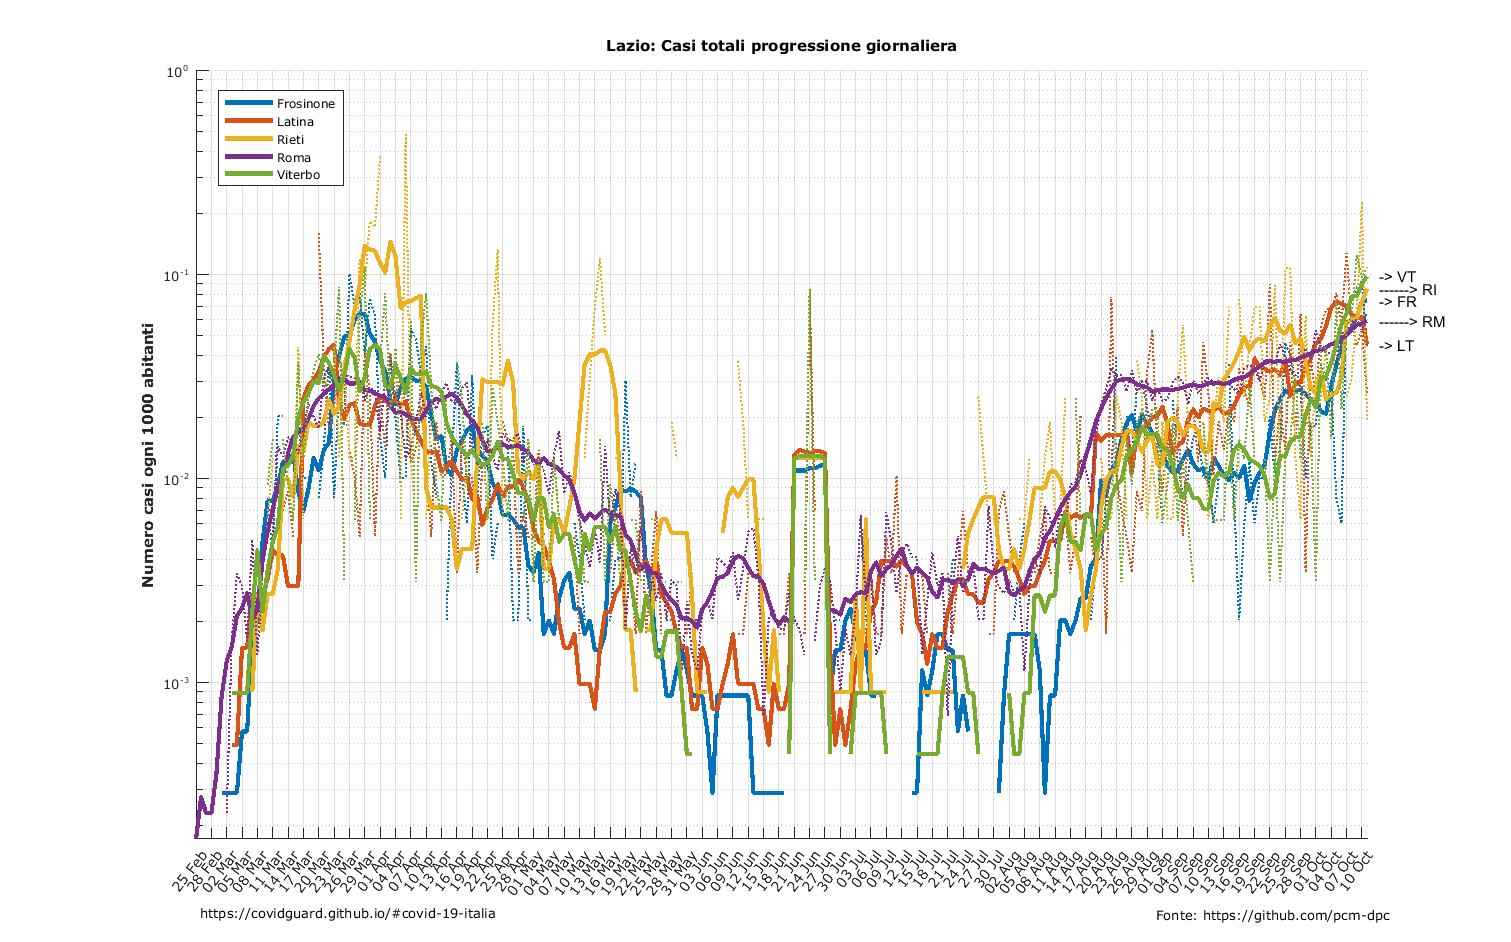 Lazio: Casi totali progressione giornaliera
Numero casi ogni 1000 abitanti
10^0
10^-1
10^-2
10^-3
Frosinone
Latina
Rieti
Roma
Viterbo
-> VT
------> RI
-> FR
------> RM
-> LT
25 Feb
28 Feb
02 Mar
05 Mar
08 Mar
11 Mar
14 Mar
17 Mar
20 Mar
23 Mar
26 Mar
29 Mar
01 Apr
04 Apr
07 Apr
10 Apr
13 Apr
16 Apr
19 Apr
22 Apr
25 Apr
28 Apr
01 May
04 May
07 May
10 May
13 May
16 May
19 May
22 May
25 May
28 May
31 May
03 Jun
06 Jun
09 Jun
12 Jun
15 Jun
18 Jun
21 Jun
24 Jun
27 Jun
30 Jul
03 Jul
06 Jul
09 Jul
12 Jul
15 Jul
18 Jul
21 Jul
24 Jul
27 Jul
30 Jul
02 Aug
05 Aug
08 Aug
11 Aug
14 Aug
17 Aug
20 Aug
23 Aug
26 Aug
29 Aug
01 Sep
04 Sep
07 Sep
10 Sep
13 Sep
16 Sep
19 Sep
22 Sep
25 Sep
28 Sep
01 Oct
04 Oct
07 Oct
10 Oct
https://covidguard.github.io/#covid-19-italia
Fonte: https://github.com/pcm-dpc